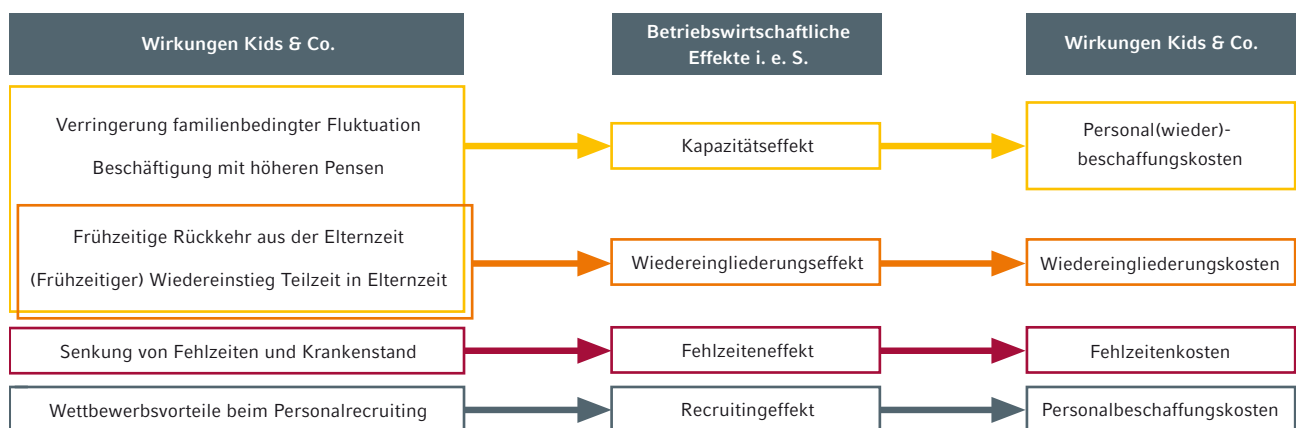 Wirkungen Kids & Co.
Betriebswirtschaftliche
Effekte i. e. S.
Wirkungen Kids & Co.
Verringerung familienbedingter Fluktuation
Beschäftigung mit höheren Pensen
Kapazitätseffekt
Personal(wieder)-
beschaffungskosten
Frühzeitige Rückkehr aus der Elternzeit
(Frühzeitiger) Wiedereinstieg Teilzeit in Elternzeit
Wiedereingliederungseffekt
Wiedereingliederungskosten
Senkung von Fehlzeiten und Krankenstand
Fehlzeiteneffekt
Fehlzeitenkosten
Wettbewerbsvorteile beim Personalrecruiting
Recruitingeffekt
Personalbeschaffungskosten